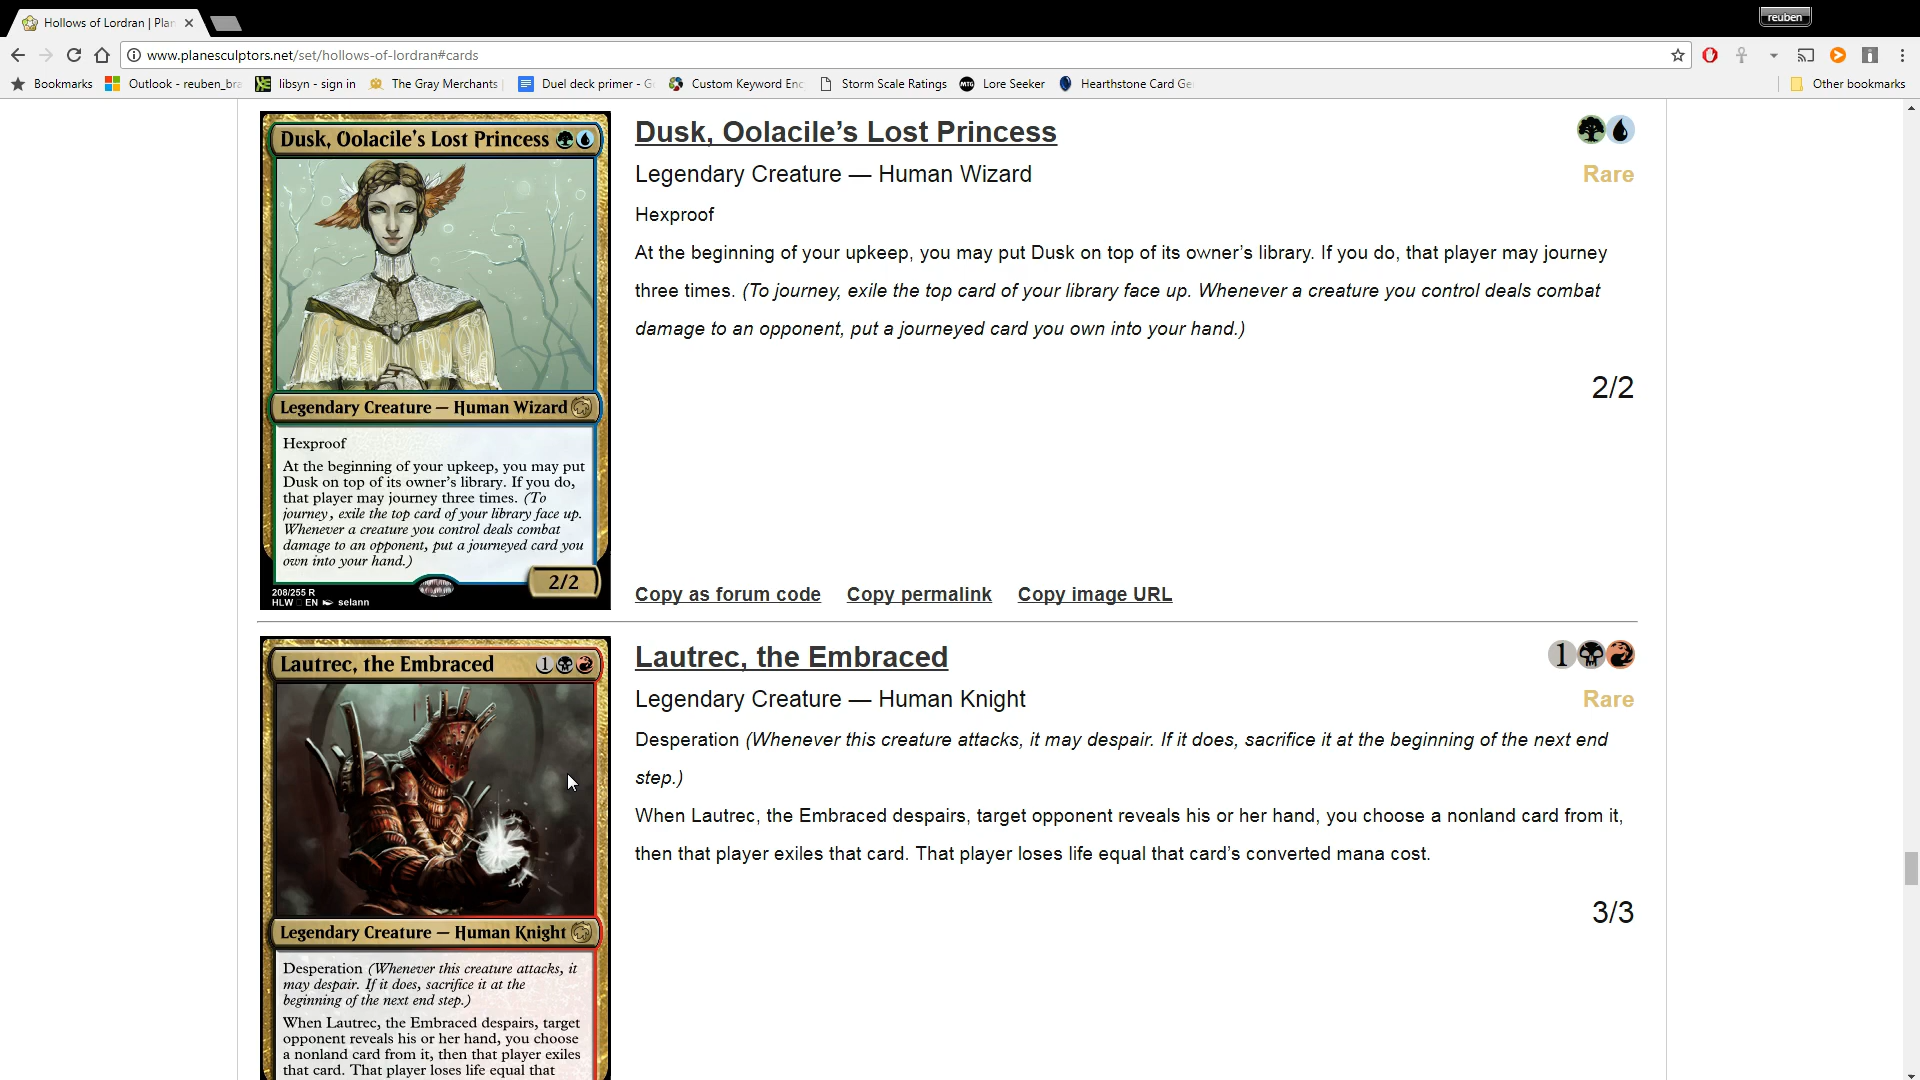 Hollows of Lordran | Plan
reuben
www.planesculptors.net/set/hollows-of-lordran#cards
Bookmarks
Outlook - reuben_bra
libsyn - sign in
The Gray Merchants
Duel deck primer - G
Custom Keyword Enc
Storm Scale Ratings
MTG
Lore Seeker
Hearthstone Card Ge
Other bookmarks
Dusk, Oolacile's Lost Princess
Legendary Creature — Human Wizard
Hexproof
At the beginning of your upkeep, you may put
Dusk on top of its owner's library. If you do,
that player may journey three times. (To
journey, exile the top card of your library face up.
Whenever a creature you control deals combat
damage to an opponent, put a journeyed card you
own into your hand.)
2/2
208/255 R
HLW EN selann
Dusk, Oolacile's Lost Princess
Legendary Creature — Human Wizard
Rare
Hexproof
At the beginning of your upkeep, you may put Dusk on top of its owner's library. If you do, that player may journey
three times. (To journey, exile the top card of your library face up. Whenever a creature you control deals combat
damage to an opponent, put a journeyed card you own into your hand.)
2/2
Copy as forum code Copy permalink Copy image URL
Lautrec, the Embraced 1
Legendary Creature — Human Knight
Desperation (Whenever this creature attacks, it
may despair. If it does, sacrifice it at the
beginning of the next end step.)
When Lautrec, the Embraced despairs, target
opponent reveals his or her hand, you choose
a nonland card from it, then that player exiles
that card. That player loses life equal that
Lautrec, the Embraced 1
Legendary Creature — Human Knight
Rare
Desperation (Whenever this creature attacks, it may despair. If it does, sacrifice it at the beginning of the next end
step.)
When Lautrec, the Embraced despairs, target opponent reveals his or her hand, you choose a nonland card from it,
then that player exiles that card. That player loses life equal that card's converted mana cost.
3/3